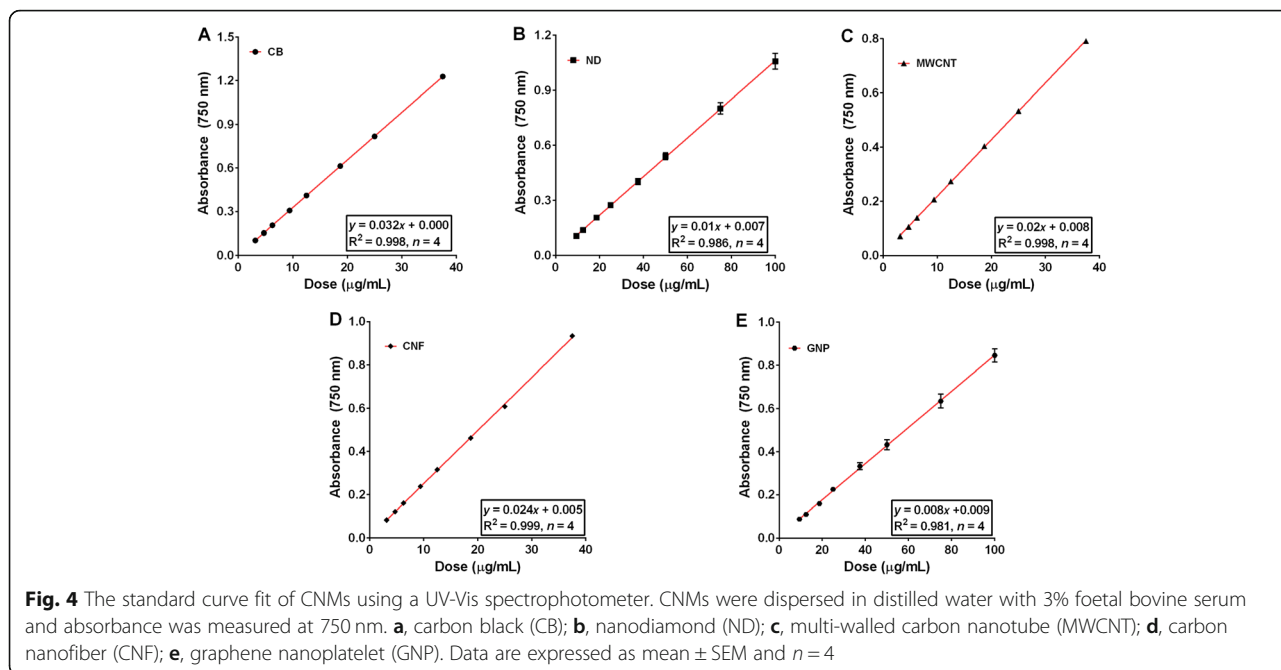 A
CB
Absorbance (750 nm)
1.5
1.2
0.9
0.6
0.3
0.0
y = 0.032x + 0.000
R² = 0.998, n = 4
0 10 20 30 40
Dose (μg/mL)
B
ND
Absorbance (750 nm)
1.2
0.9
0.6
0.3
0.0
y = 0.01x + 0.007
R² = 0.986, n = 4
0 20 40 60 80 100
Dose (μg/mL)
C
MWCNT
Absorbance (750 nm)
0.8
0.6
0.4
0.2
0.0
y = 0.02x + 0.008
R² = 0.998, n = 4
0 10 20 30 40
Dose (μg/mL)
D
CNF
Absorbance (750 nm)
1.0
0.8
0.6
0.4
0.2
0.0
y = 0.024x + 0.005
R² = 0.999, n = 4
0 10 20 30 40
Dose (μg/mL)
E
GNP
Absorbance (750 nm)
1.0
0.8
0.6
0.4
0.2
0.0
y = 0.008x +0.009
R² = 0.981, n = 4
0 20 40 60 80 100
Dose (μg/mL)
Fig. 4 The standard curve fit of CNMs using a UV-Vis spectrophotometer. CNMs were dispersed in distilled water with 3% foetal bovine serum
and absorbance was measured at 750 nm. a, carbon black (CB); b, nanodiamond (ND); c, multi-walled carbon nanotube (MWCNT); d, carbon
nanofiber (CNF); e, graphene nanoplatelet (GNP). Data are expressed as mean ± SEM and n = 4